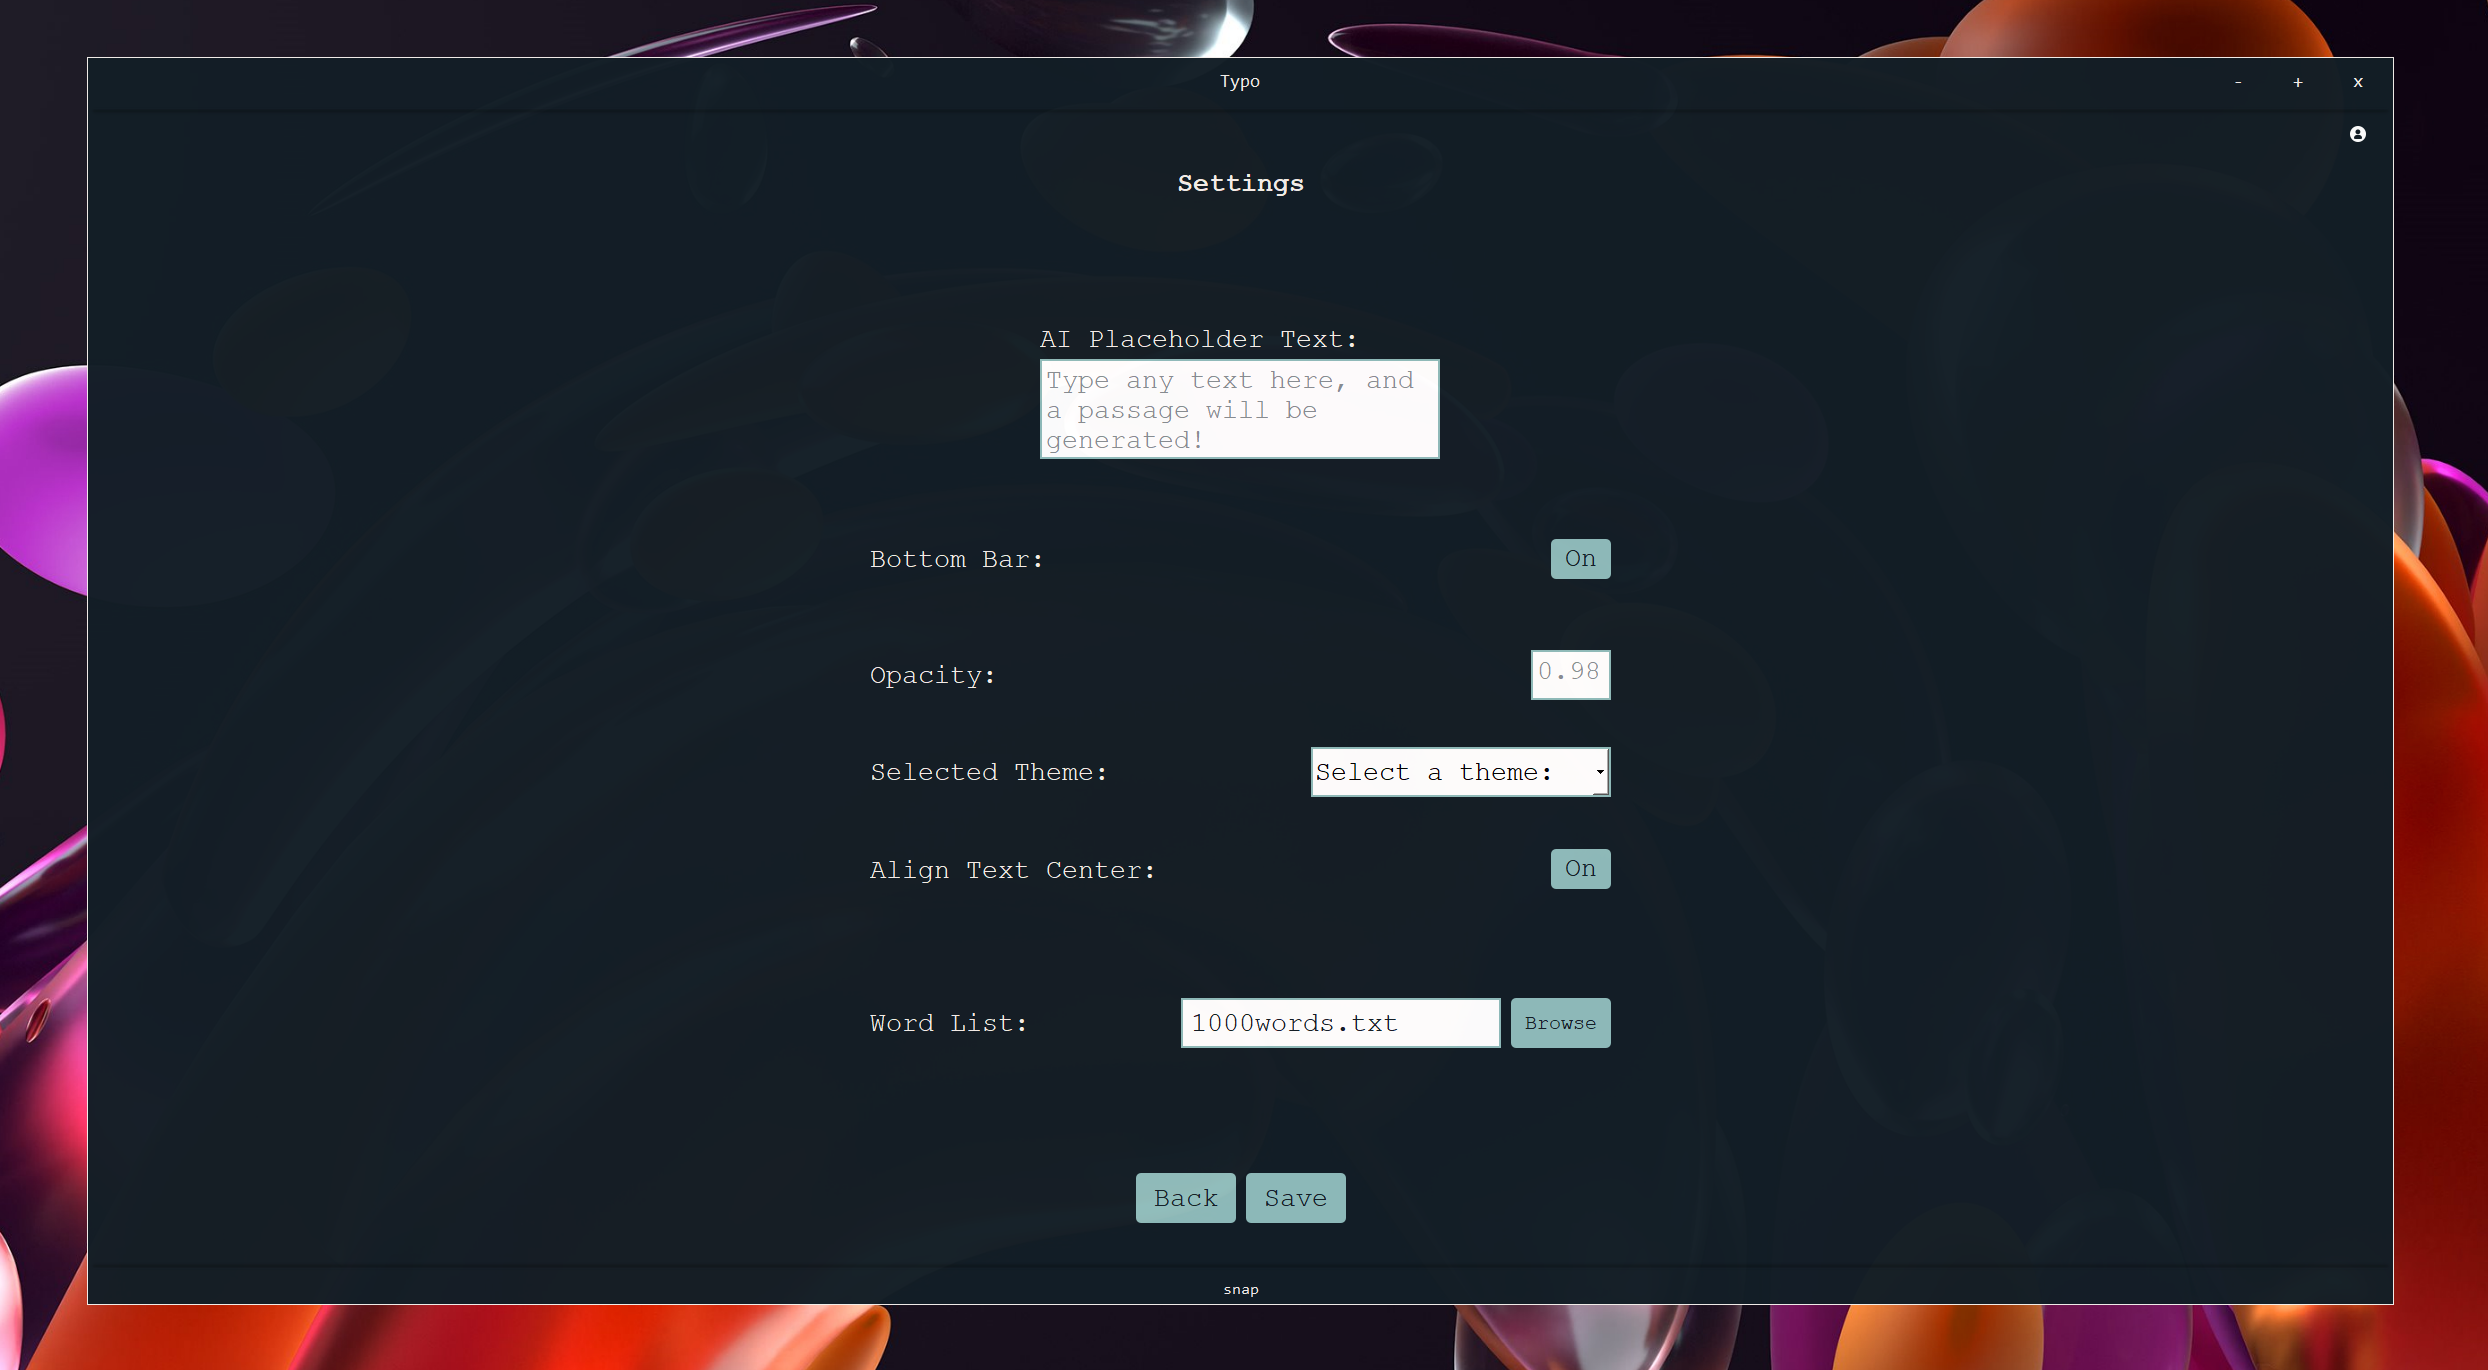 Typo
- + x
Settings
AI Placeholder Text:
Type any text here, and
a passage will be
generated!
Bottom Bar: On
Opacity: 0.98
Selected Theme: Select a theme:
Align Text Center: On
Word List: 1000words.txt Browse
Back Save
snap